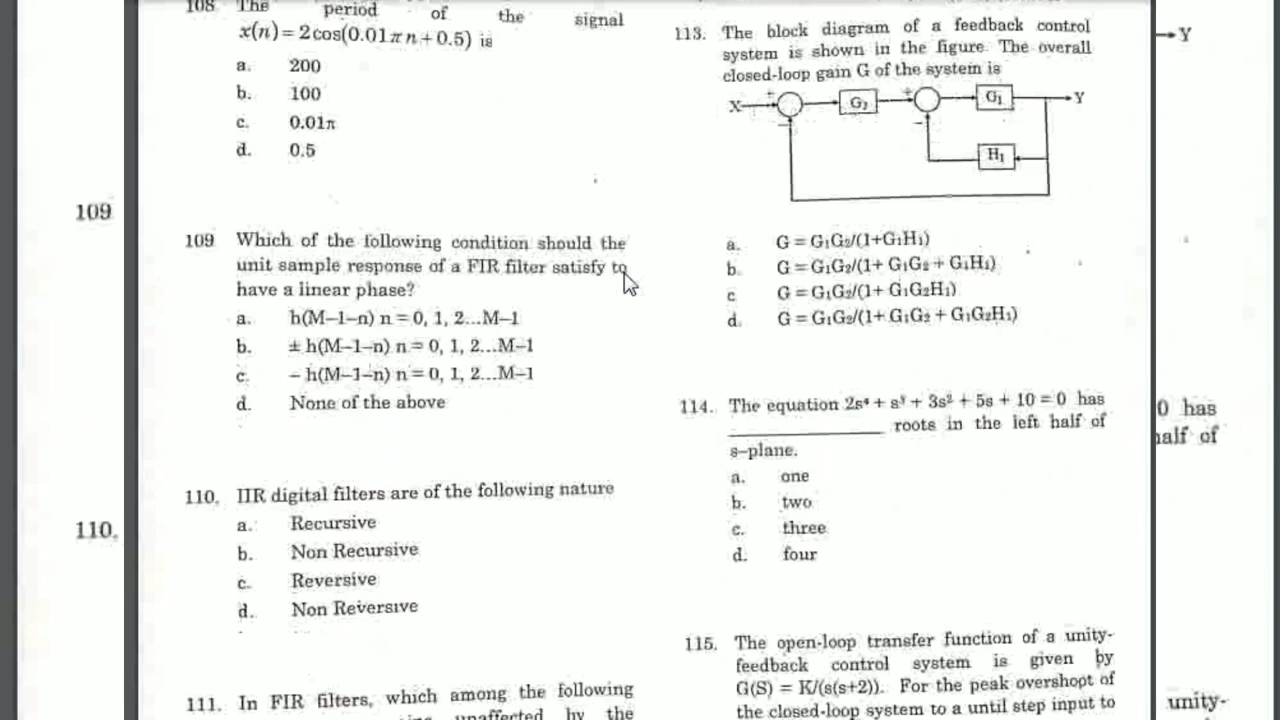 109
110.
108 The period of the signal
x(n) = 2 cos(0.01πn + 0.5) is
a. 200
b. 100
c. 0.01π
d. 0.5
109 Which of the following condition should the
unit sample response of a FIR filter satisfy to
have a linear phase?
a. h(M–1–n) n = 0, 1, 2...M–1
b. ± h(M–1–n) n = 0, 1, 2...M–1
c. – h(M–1–n) n = 0, 1, 2...M–1
d. None of the above
110. IIR digital filters are of the following nature
a. Recursive
b. Non Recursive
c. Reversive
d. Non Reversive
111. In FIR filters, which among the following
unaffected by the
113. The block diagram of a feedback control
system is shown in the figure. The overall
closed-loop gain G of the system is
X + – G₂ + – G₁ Y
H₁
a. G = G₁G₂/(1+G₁H₁)
b. G = G₁G₂/(1+ G₁G₂ + G₁H₁)
c. G = G₁G₂/(1+ G₁G₂H₁)
d. G = G₁G₂/(1+ G₁G₂ + G₁G₂H₁)
114. The equation 2s⁴ + s³ + 3s² + 5s + 10 = 0 has
____________ roots in the left half of
s–plane.
a. one
b. two
c. three
d. four
115. The open-loop transfer function of a unity-
feedback control system is given by
G(S) = K/(s(s+2)). For the peak overshopt of
the closed-loop system to a until step input to
Y
0 has
half of
unity-